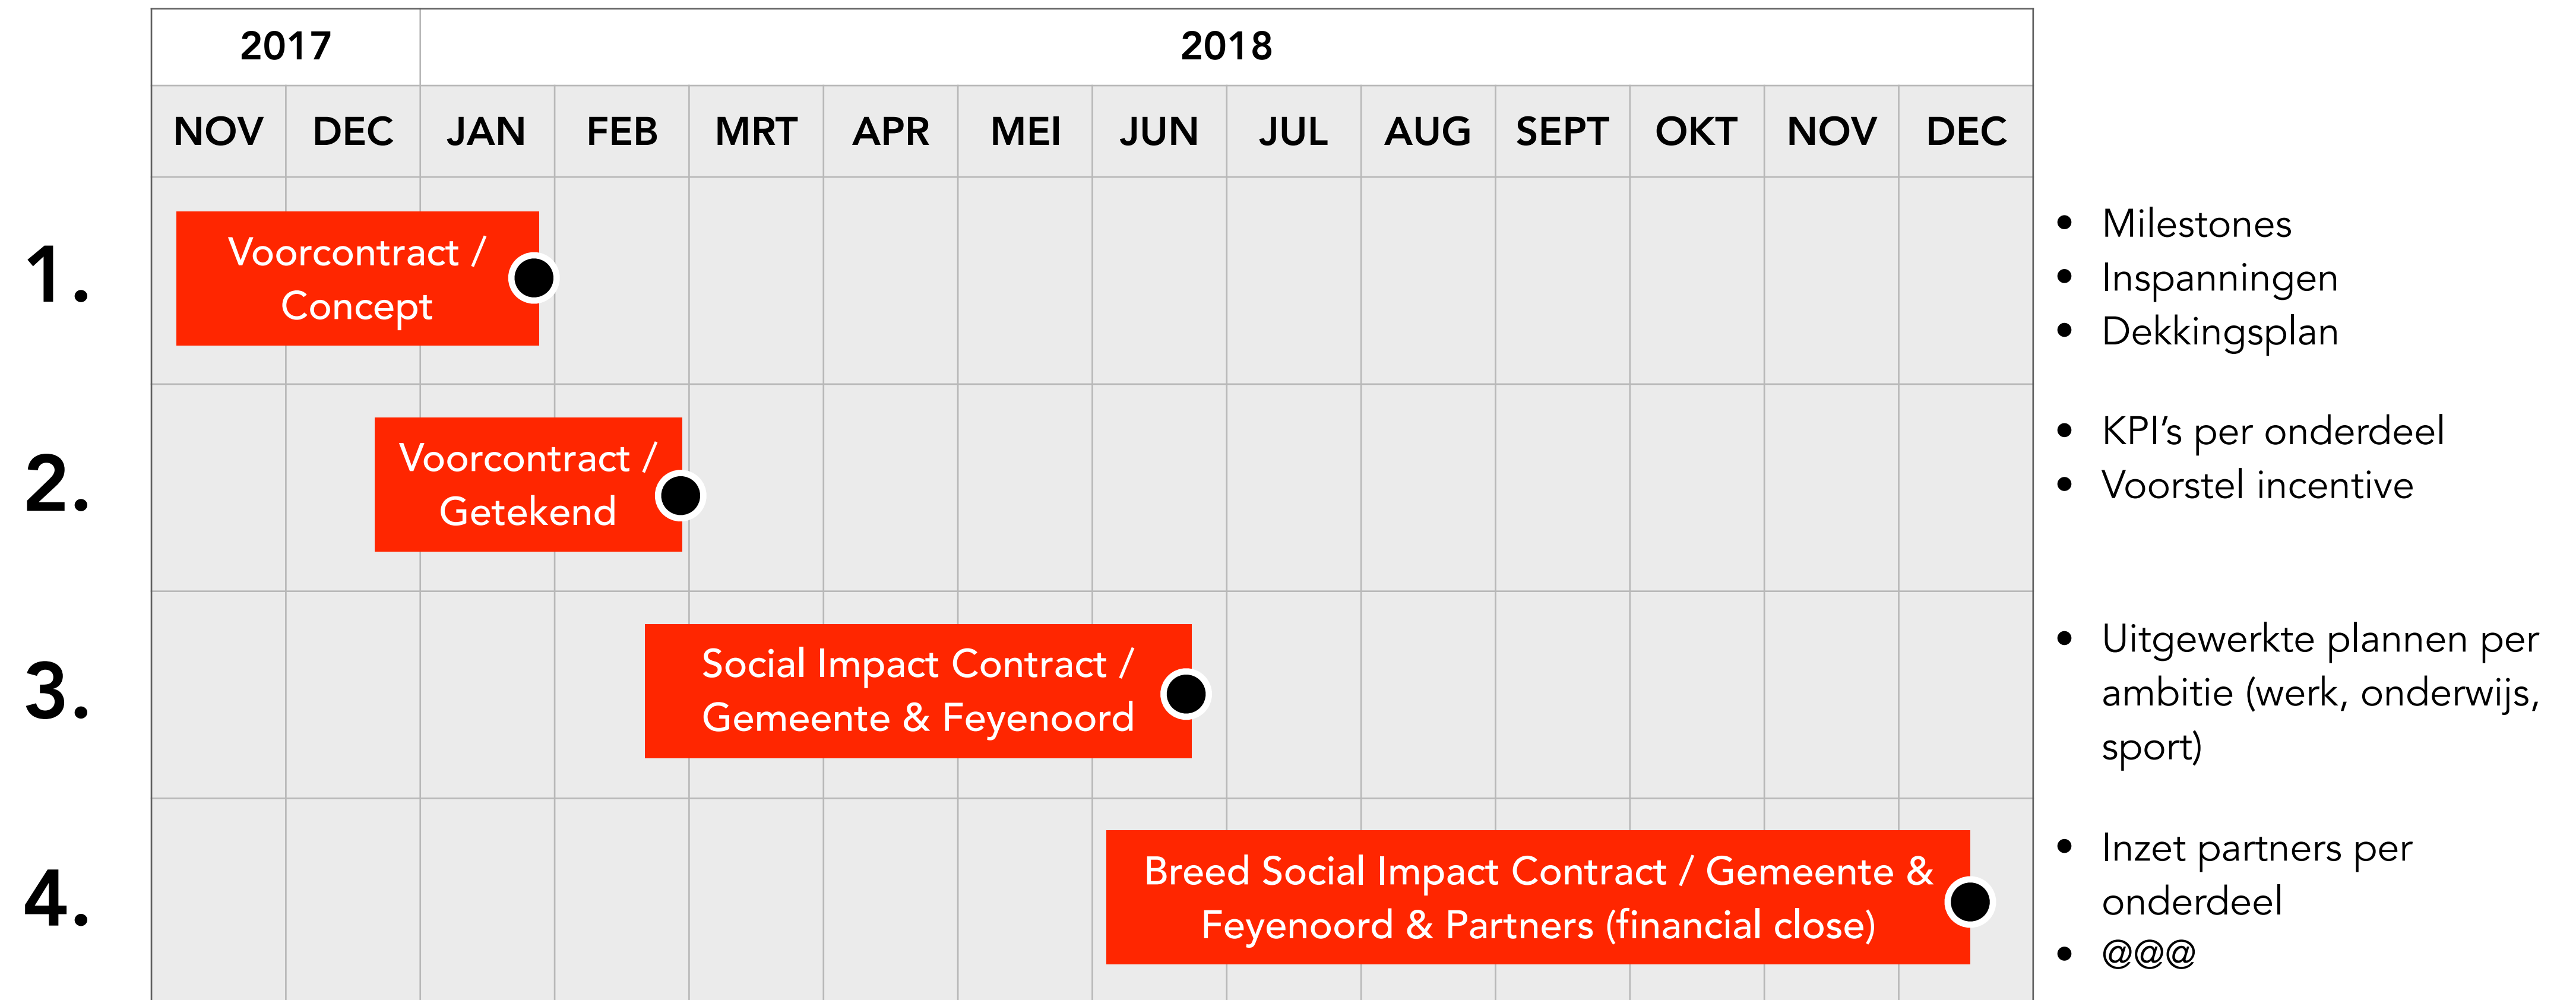 2017 2018
NOV DEC JAN FEB MRT APR MEI JUN JUL AUG SEPT OKT NOV DEC
1.
Voorcontract /
Concept
• Milestones
• Inspanningen
• Dekkingsplan
2.
Voorcontract /
Getekend
• KPI’s per onderdeel
• Voorstel incentive
3.
Social Impact Contract /
Gemeente & Feyenoord
• Uitgewerkte plannen per
ambitie (werk, onderwijs,
sport)
4.
Breed Social Impact Contract / Gemeente &
Feyenoord & Partners (financial close)
• Inzet partners per
onderdeel
• @@@